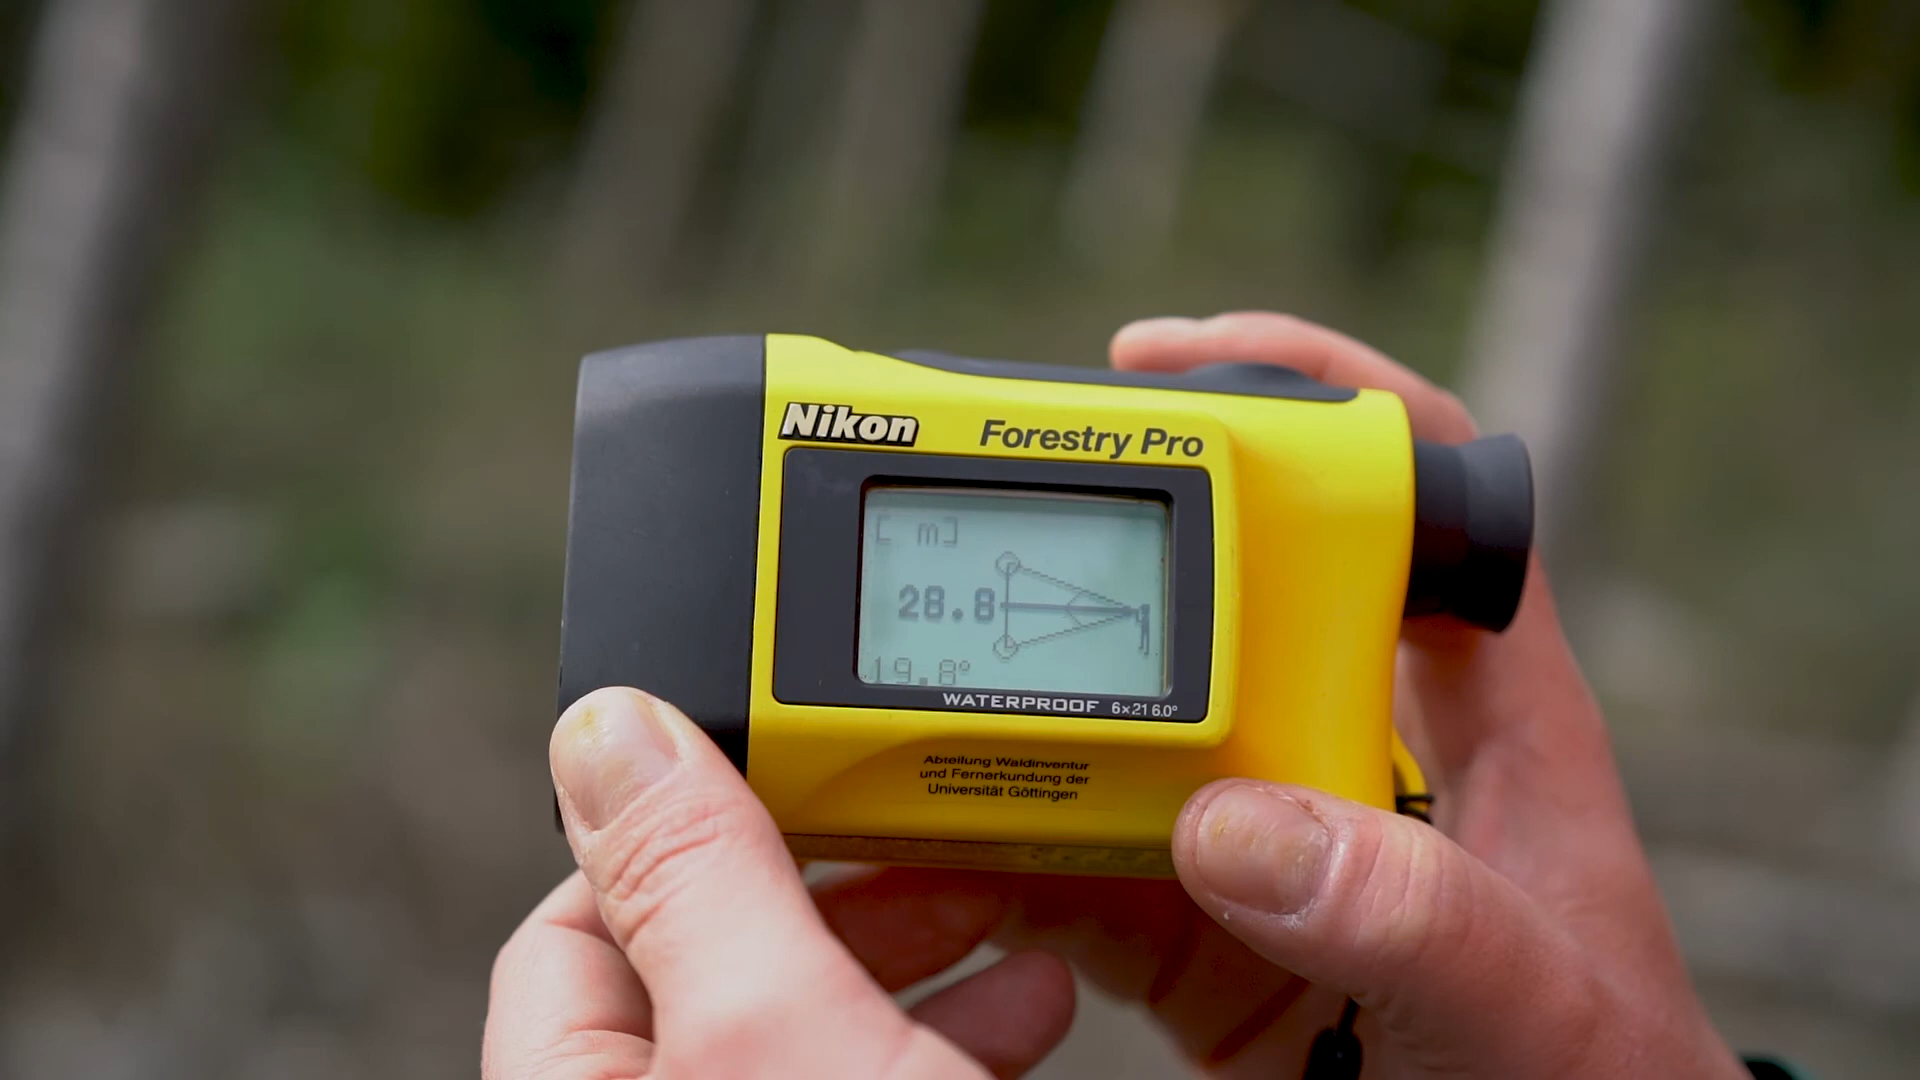 Nikon
Forestry Pro
[ m]
28.8
19.8°
WATERPROOF 6×21 6.0°
Abteilung Waldinventur
und Fernerkundung der
Universität Göttingen